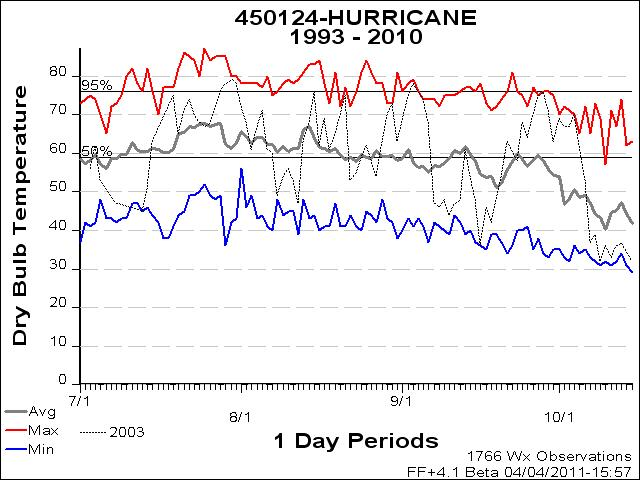 450124-HURRICANE
1993 - 2010
Dry Bulb Temperature
80
95%
70
60
50%
50
40
30
20
10
0
7/1
8/1
9/1
10/1
Avg
Max
Min
2003
1 Day Periods
1766 Wx Observations
FF+4.1 Beta 04/04/2011-15:57